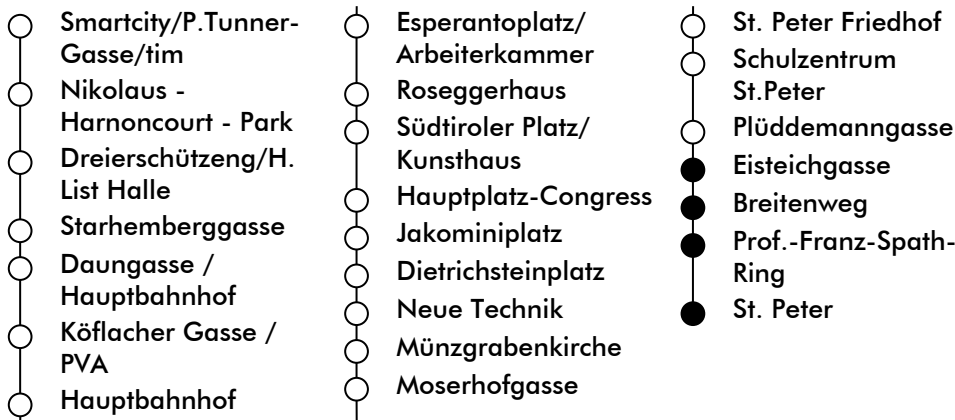 Smartcity/P.Tunner-
Gasse/tim
Nikolaus -
Harnoncourt - Park
Dreierschützeng/H.
List Halle
Starhemberggasse
Daungasse /
Hauptbahnhof
Köflacher Gasse /
PVA
Hauptbahnhof
Esperantoplatz/
Arbeiterkammer
Roseggerhaus
Südtiroler Platz/
Kunsthaus
Hauptplatz-Congress
Jakominiplatz
Dietrichsteinplatz
Neue Technik
Münzgrabenkirche
Moserhofgasse
St. Peter Friedhof
Schulzentrum
St.Peter
Plüddemanngasse
Eisteichgasse
Breitenweg
Prof.-Franz-Spath-
Ring
St. Peter